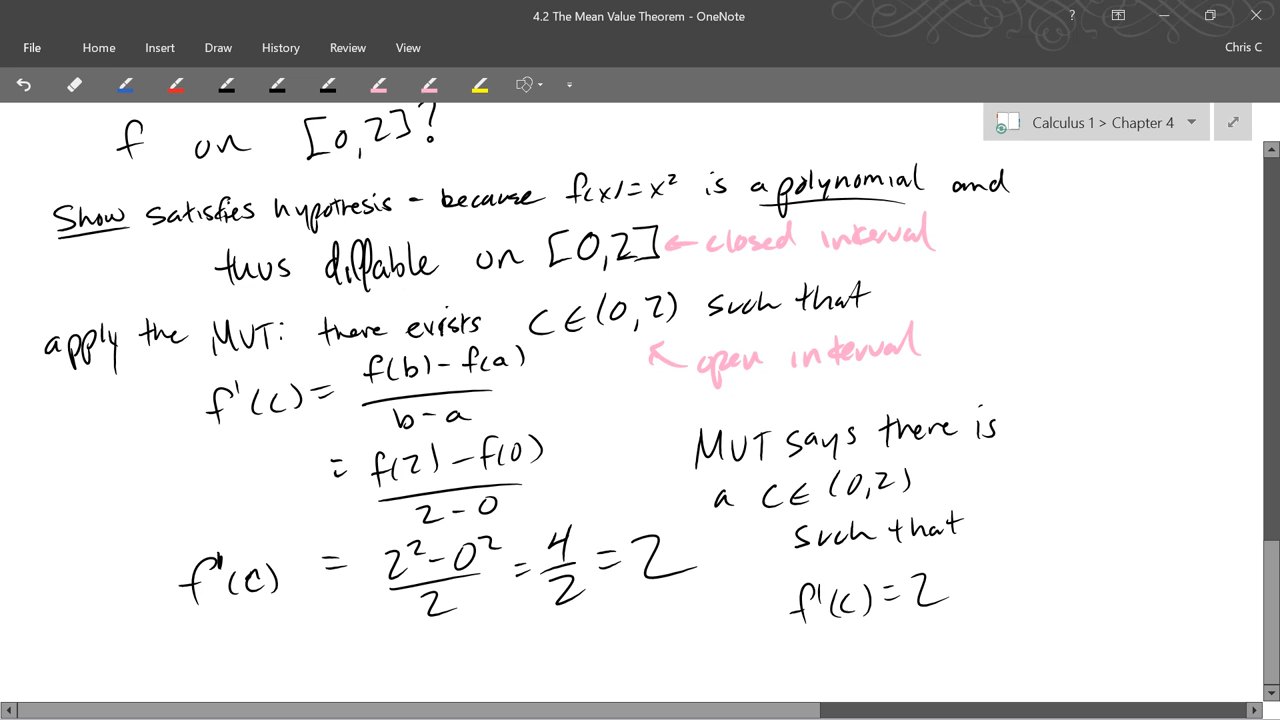 4.2 The Mean Value Theorem - OneNote
?
File Home Insert Draw History Review View
Chris C
Calculus 1 > Chapter 4
f on [0,2]?
Show satisfies hypothesis - because f(x)=x² is a polynomial and
thus diffable on [0,2] ← closed interval
apply the MVT: there exists C∈(0,2) such that
↖ open interval
f'(c) = f(b)-f(a) / b-a
= f(2)-f(0) / 2-0
f'(c) = 2²-0² / 2 = 4/2 = 2
MVT says there is
a C∈(0,2)
such that
f'(c)=2